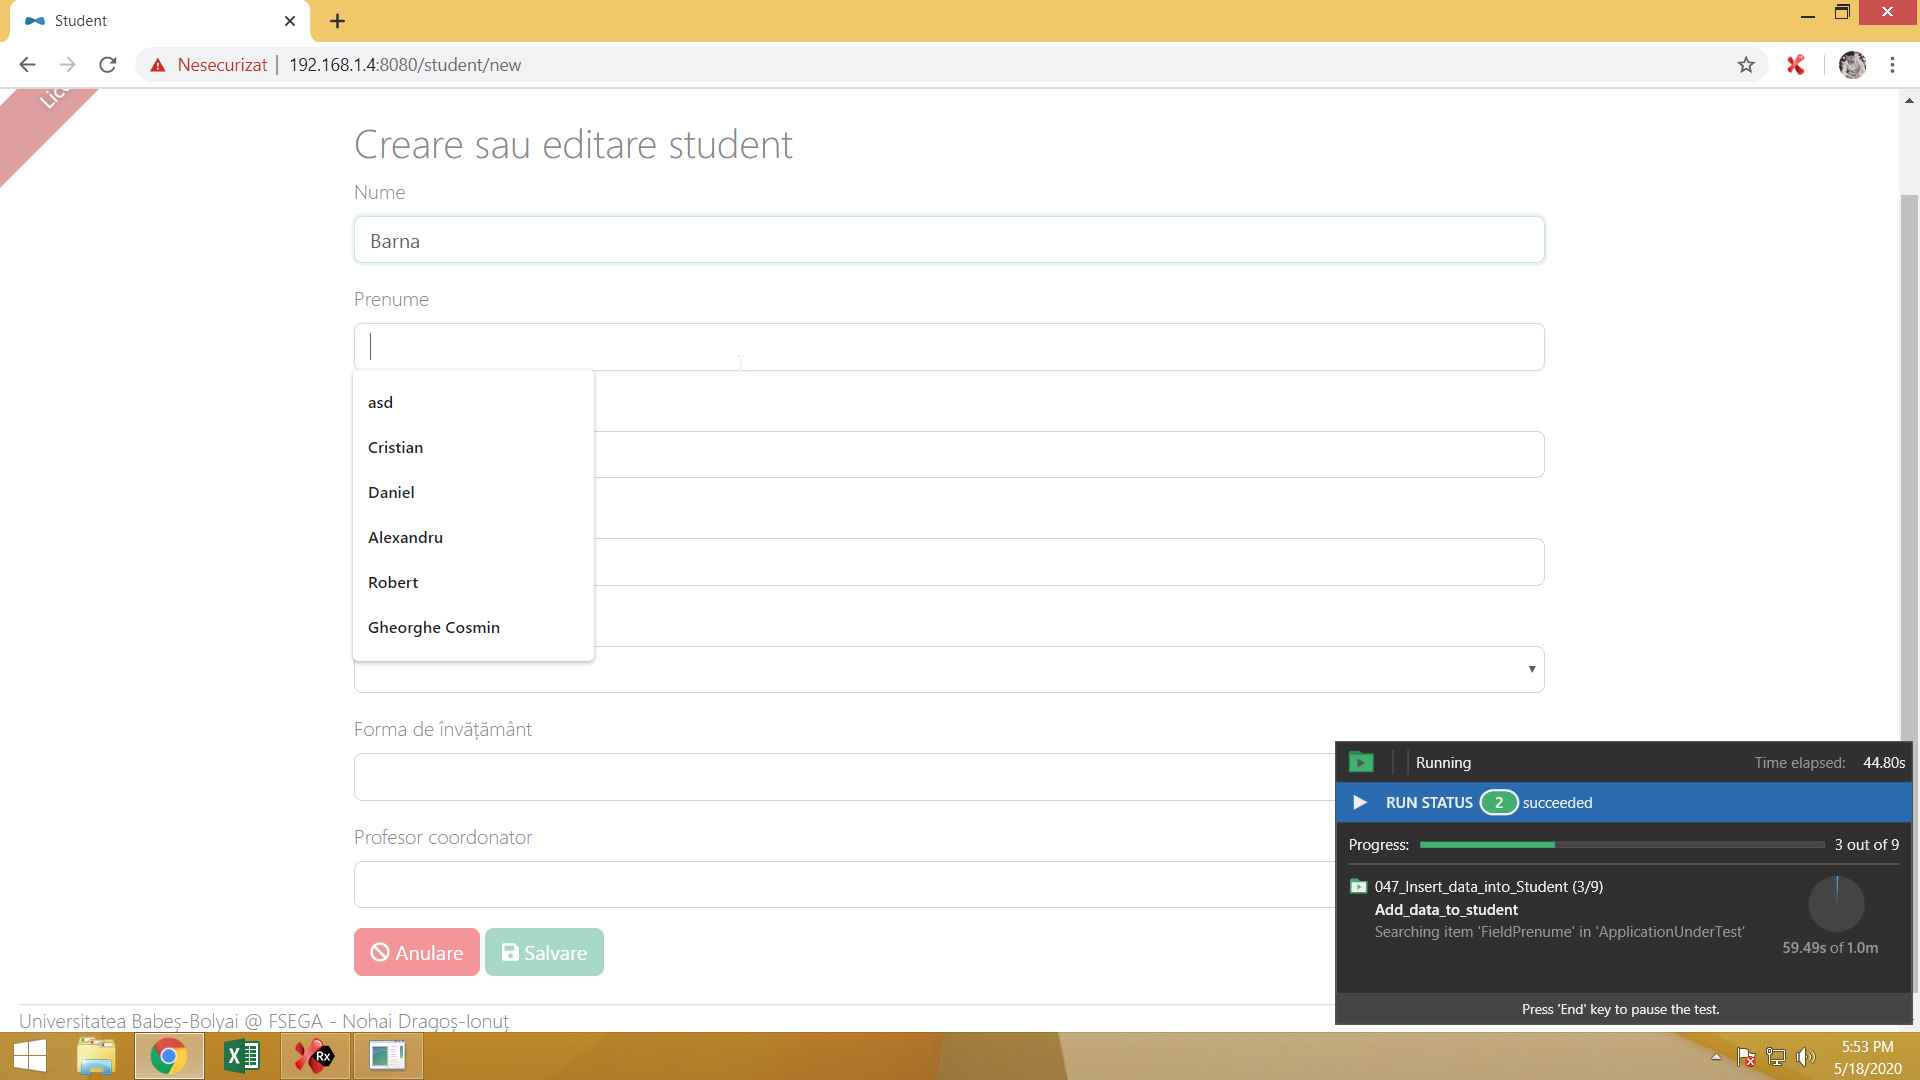 Student
Nesecurizat
192.168.1.4:8080/student/new
Creare sau editare student
Nume
Barna
Prenume
asd
Cristian
Daniel
Alexandru
Robert
Gheorghe Cosmin
Forma de învățământ
Profesor coordonator
Anulare
Salvare
Universitatea Babeș-Bolyai @ FSEGA - Nohai Dragoș-Ionuț
Running
Time elapsed: 44.80s
RUN STATUS 2 succeeded
Progress: 3 out of 9
047_Insert_data_into_Student (3/9)
Add_data_to_student
Searching item 'FieldPrenume' in 'ApplicationUnderTest'
59.49s of 1.0m
Press 'End' key to pause the test.
Rx
5:53 PM
5/18/2020